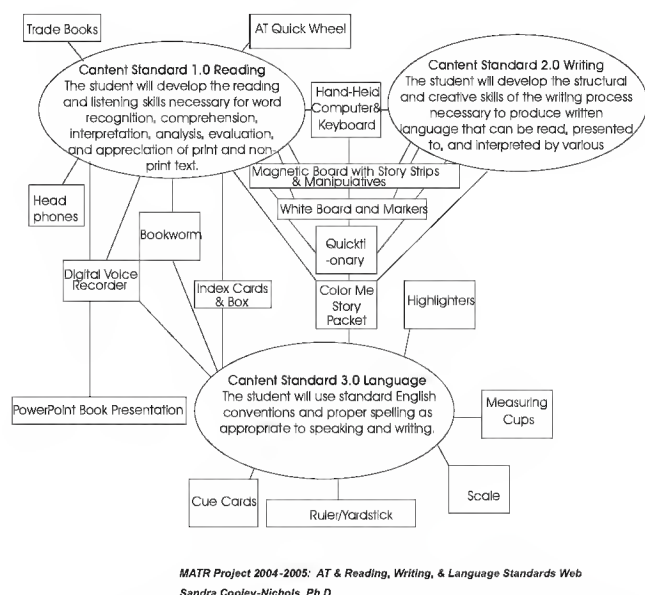 Trade Books
AT Quick Wheel
Cantent Standard 1.0 Reading
The student will develop the reading
and listening skills necessary for word
recognition, comprehension,
interpretation, analysis, evaluation,
and appreciation of print and non-
print text.
Hand-Held
Computer&
Keyboard
Cantent Standard 2.0 Writing
The student will develop the structural
and creative skills of the writing process
necessary to produce written
language that can be read, presented
to, and interpreted by various
Magnetic Board with Story Strips
& Manipulatives
White Board and Markers
Head
phones
Bookworm
Quickti
-onary
Digital Voice
Recorder
Index Cards
& Box
Color Me
Story
Packet
Highlighters
Cantent Standard 3.0 Language
The student will use standard English
conventions and proper spelling as
appropriate to speaking and writing.
PowerPoint Book Presentation
Measuring
Cups
Cue Cards
Ruler/Yardstick
Scale
MATR Project 2004-2005: AT & Reading, Writing, & Language Standards Web
Sandra Cooley-Nichols, Ph.D.